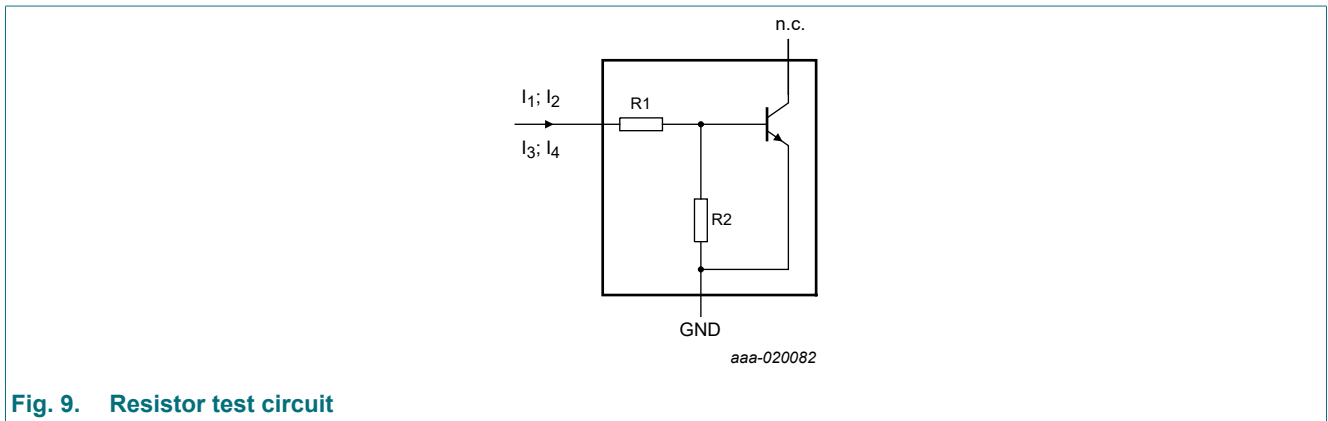 n.c.
I1; I2
R1
I3; I4
R2
GND
aaa-020082
Fig. 9. Resistor test circuit